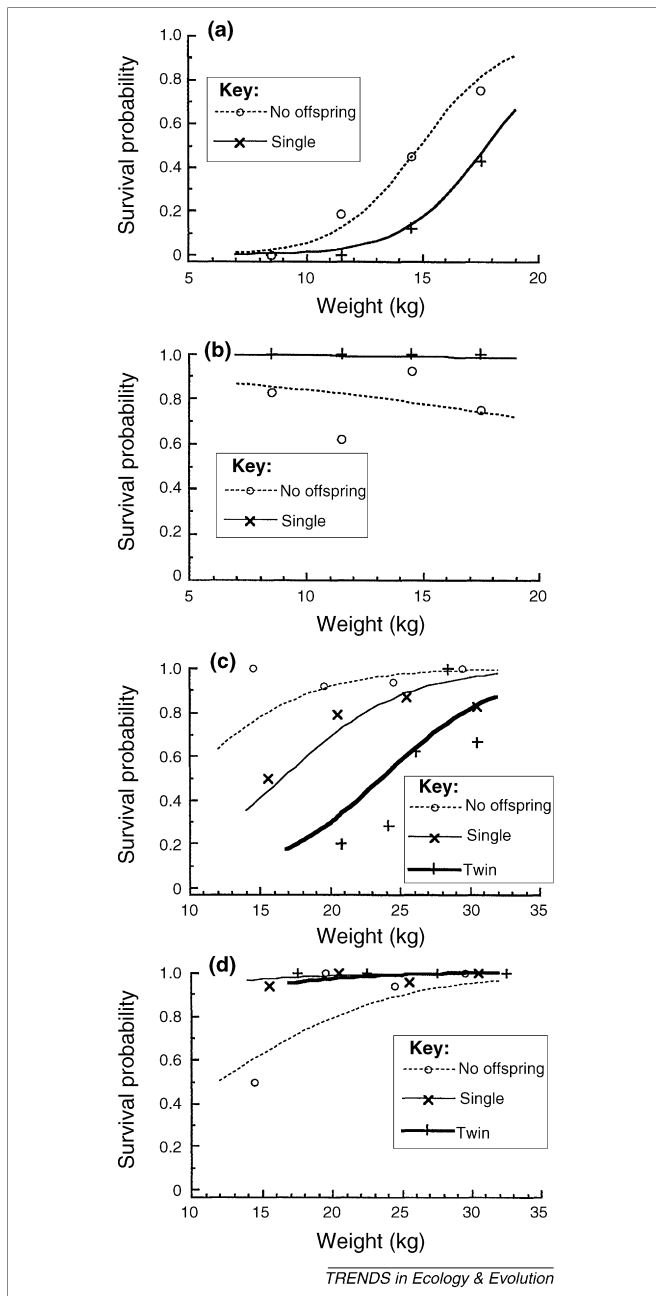 (a)
1.0
0.8
0.6
0.4
0.2
0
Survival probability
Key:
No offspring
Single
5 10 15 20
Weight (kg)
(b)
1.0
0.8
0.6
0.4
0.2
0
Survival probability
Key:
No offspring
Single
5 10 15 20
Weight (kg)
(c)
1.0
0.8
0.6
0.4
0.2
0
Survival probability
Key:
No offspring
Single
Twin
10 15 20 25 30 35
Weight (kg)
(d)
1.0
0.8
0.6
0.4
0.2
0
Survival probability
Key:
No offspring
Single
Twin
10 15 20 25 30 35
Weight (kg)
TRENDS in Ecology & Evolution